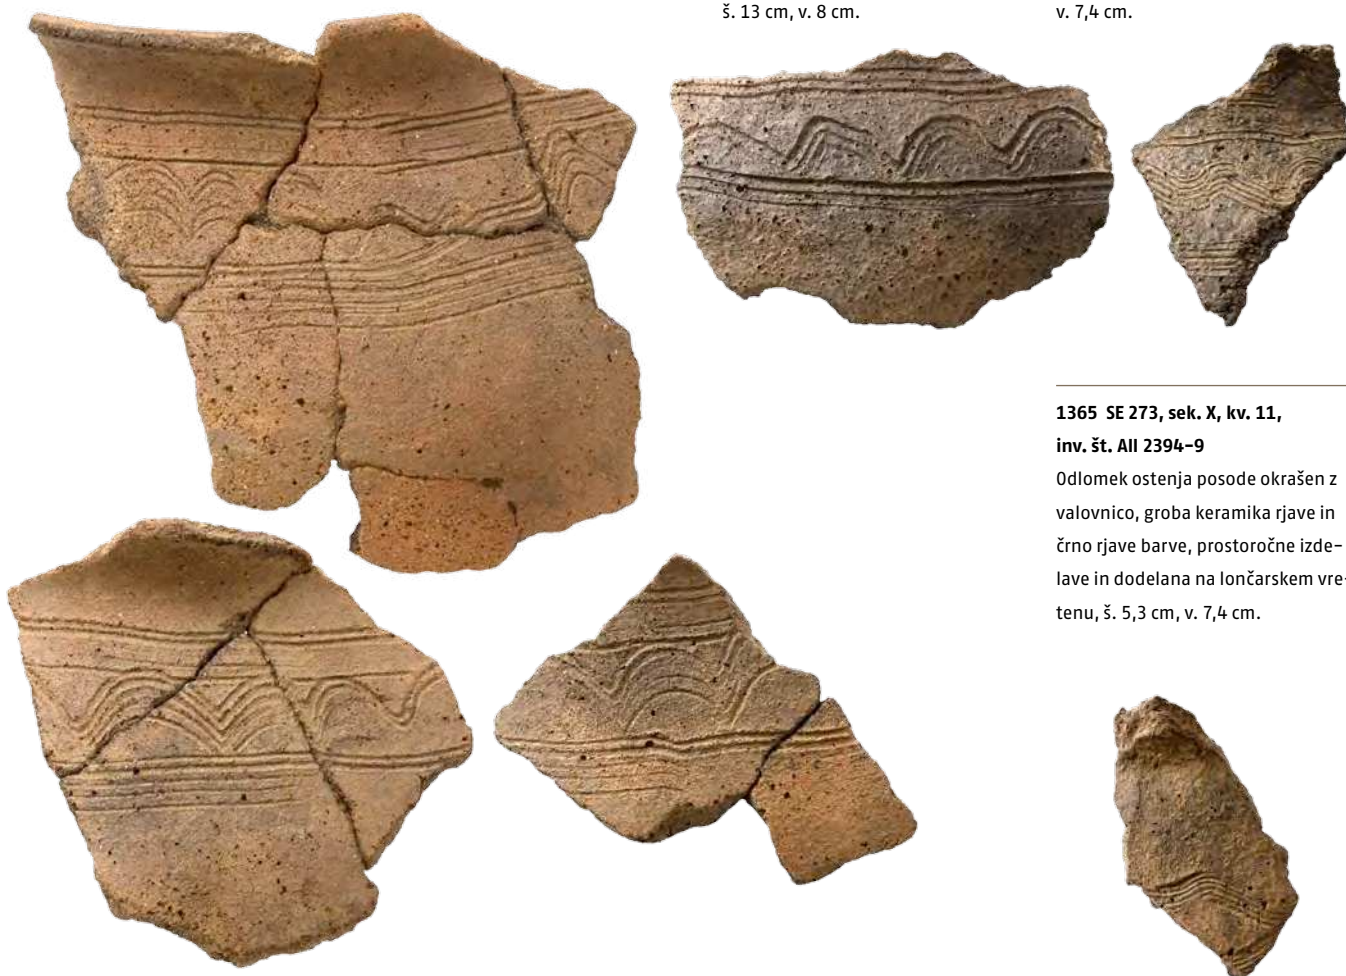 š. 13 cm, v. 8 cm.
v. 7,4 cm.
1365 SE 273, sek. X, kv. 11,
inv. št. All 2394-9
Odlomek ostenja posode okrašen z
valovnico, groba keramika rjave in
črno rjave barve, prostoročne izde-
lave in dodelana na lončarskem vre-
tenu, š. 5,3 cm, v. 7,4 cm.